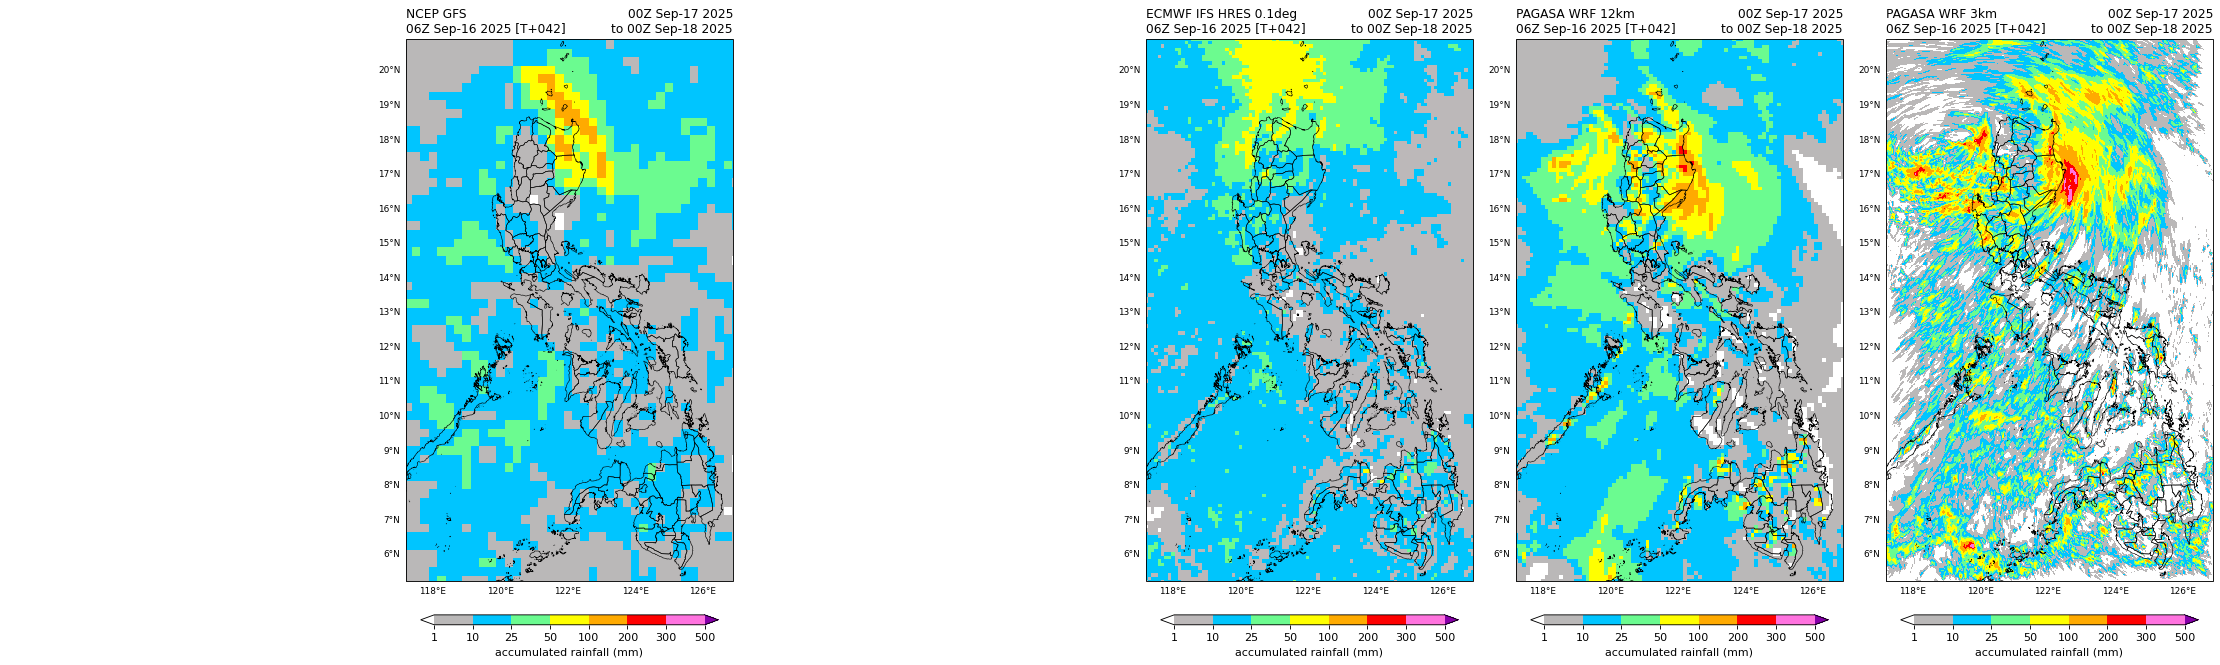 NCEP GFS 00Z Sep-17 2025
06Z Sep-16 2025 [T+042] to 00Z Sep-18 2025
20°N
19°N
18°N
17°N
16°N
15°N
14°N
13°N
12°N
11°N
10°N
9°N
8°N
7°N
6°N
118°E 120°E 122°E 124°E 126°E
1 10 25 50 100 200 300 500
accumulated rainfall (mm)
ECMWF IFS HRES 0.1deg 00Z Sep-17 2025
06Z Sep-16 2025 [T+042] to 00Z Sep-18 2025
20°N
19°N
18°N
17°N
16°N
15°N
14°N
13°N
12°N
11°N
10°N
9°N
8°N
7°N
6°N
118°E 120°E 122°E 124°E 126°E
1 10 25 50 100 200 300 500
accumulated rainfall (mm)
PAGASA WRF 12km 00Z Sep-17 2025
06Z Sep-16 2025 [T+042] to 00Z Sep-18 2025
20°N
19°N
18°N
17°N
16°N
15°N
14°N
13°N
12°N
11°N
10°N
9°N
8°N
7°N
6°N
118°E 120°E 122°E 124°E 126°E
1 10 25 50 100 200 300 500
accumulated rainfall (mm)
PAGASA WRF 3km 00Z Sep-17 2025
06Z Sep-16 2025 [T+042] to 00Z Sep-18 2025
20°N
19°N
18°N
17°N
16°N
15°N
14°N
13°N
12°N
11°N
10°N
9°N
8°N
7°N
6°N
118°E 120°E 122°E 124°E 126°E
1 10 25 50 100 200 300 500
accumulated rainfall (mm)